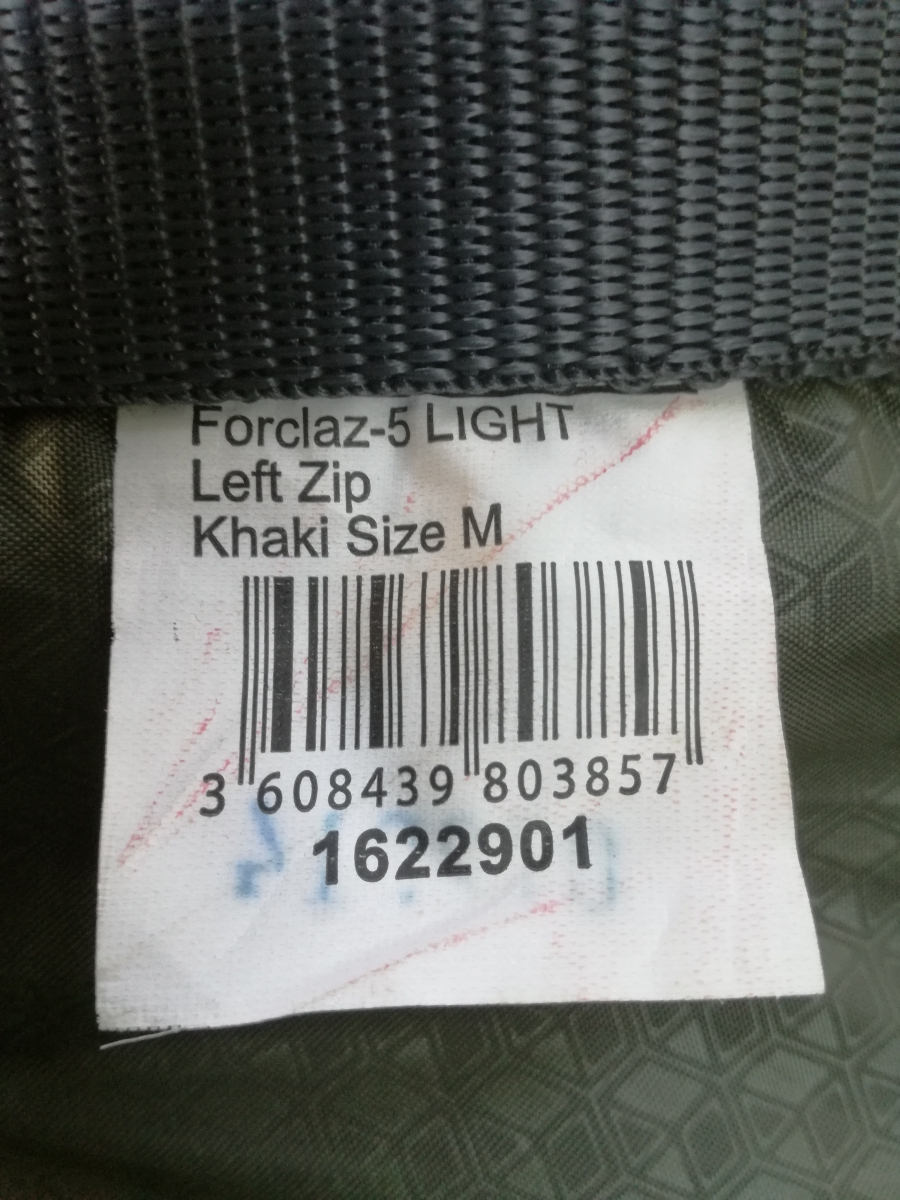 Forclaz-5 LIGHT
Left Zip
Khaki Size M
3 608439 803857
1622901